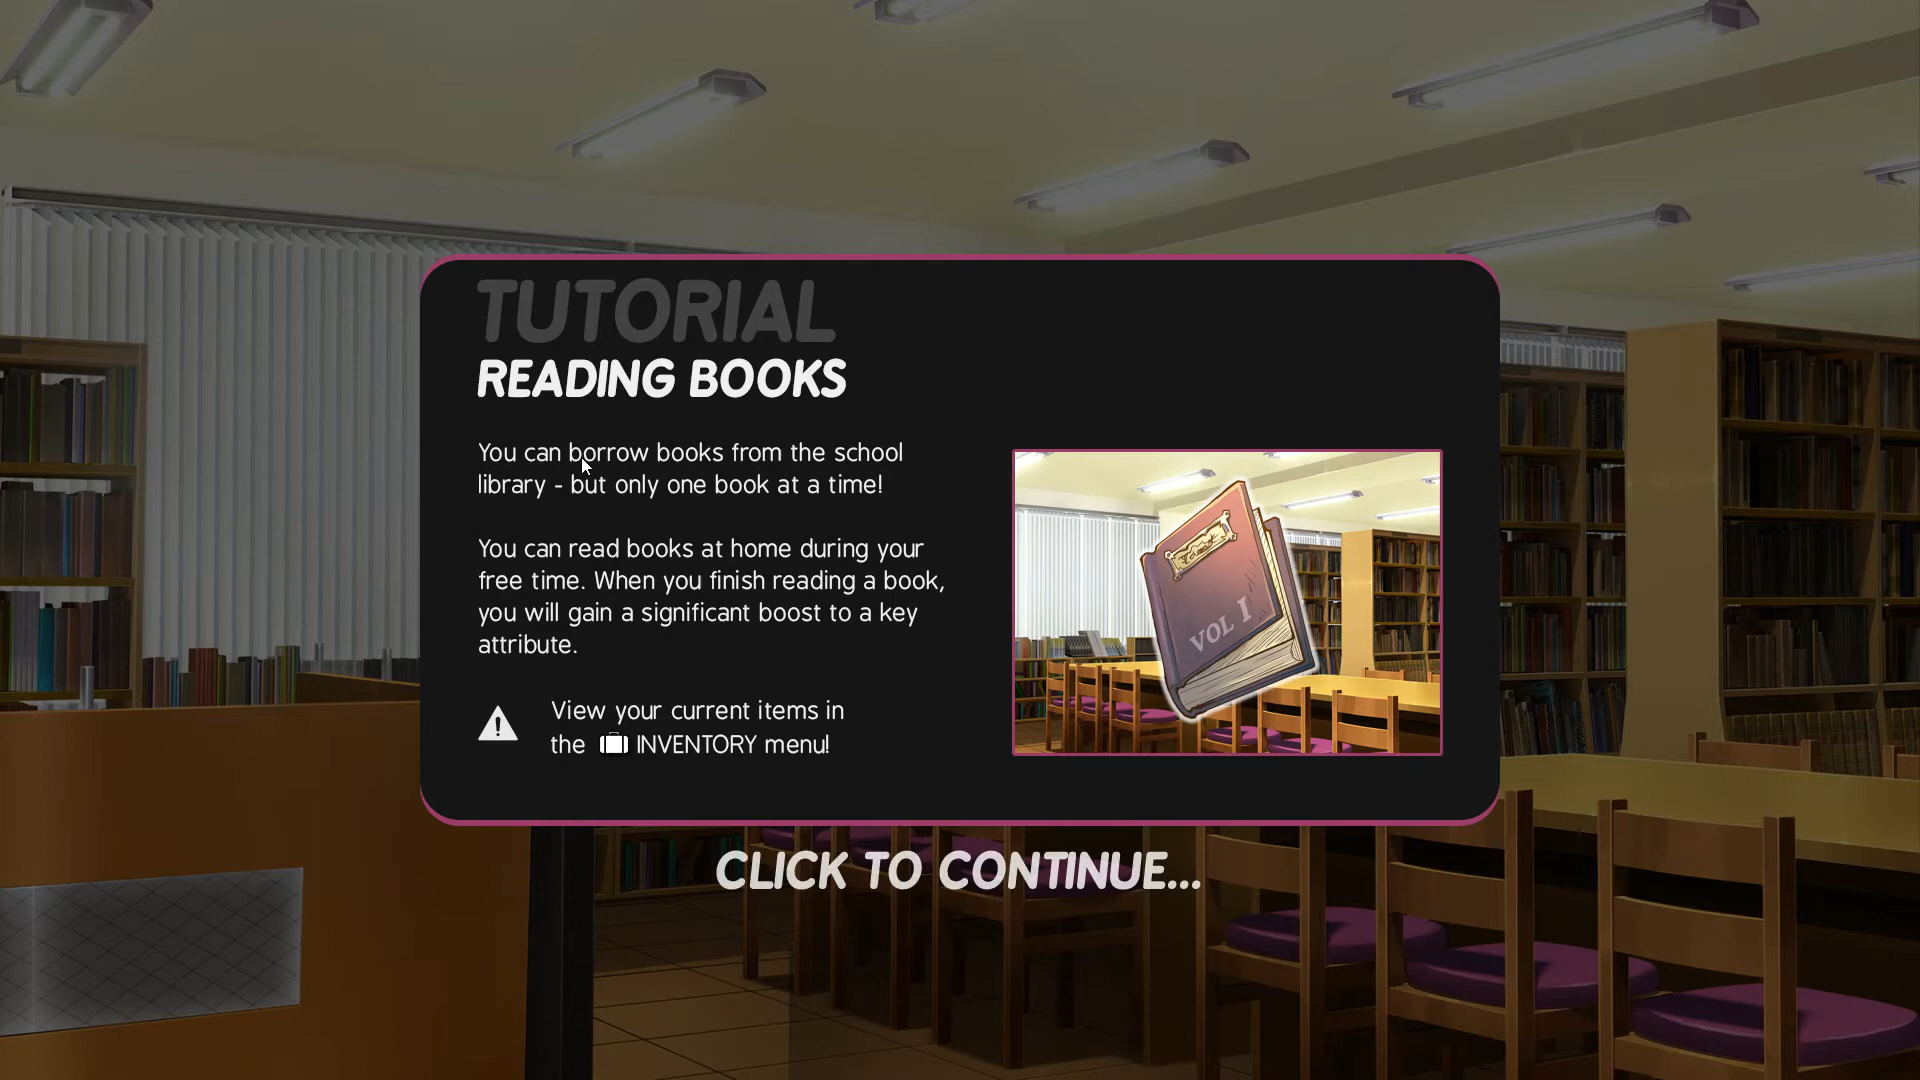 TUTORIAL
READING BOOKS
You can borrow books from the school
library - but only one book at a time!
You can read books at home during your
free time. When you finish reading a book,
you will gain a significant boost to a key
attribute.
View your current items in
the INVENTORY menu!
VOL I
CLICK TO CONTINUE...